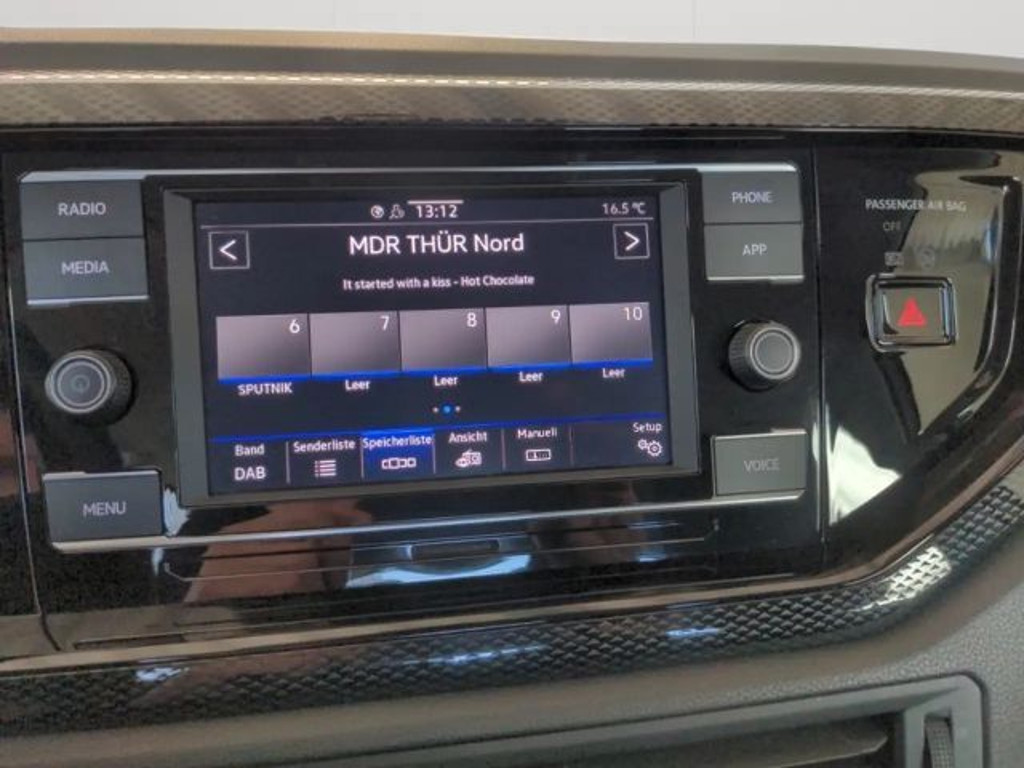 RADIO
MEDIA
MENU
13:12
16.5 °C
<
MDR THÜR Nord
>
It started with a kiss - Hot Chocolate
6 7 8 9 10
SPUTNIK Leer Leer Leer Leer
Band Senderliste Speicherliste Ansicht Manuell Setup
DAB
PHONE
APP
VOICE
PASSENGER AIR BAG
OFF